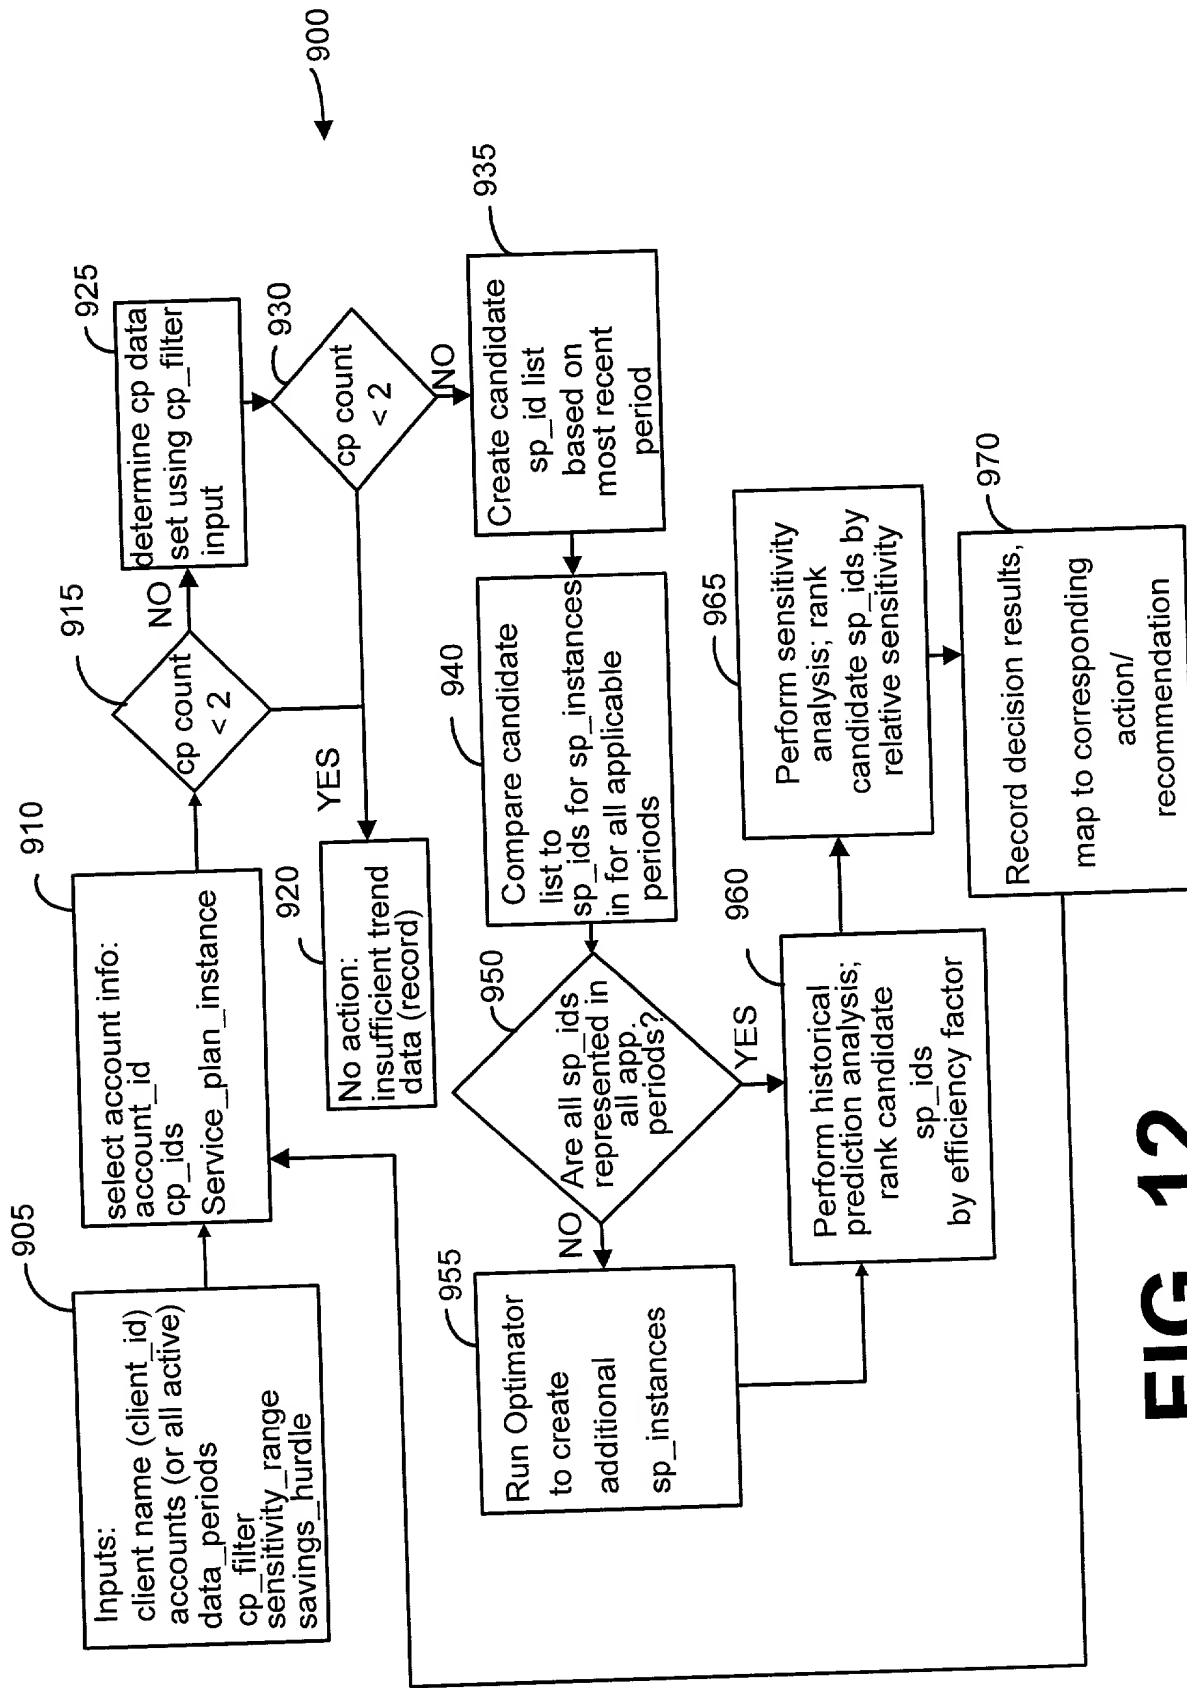 905
Inputs:
client name (client_id)
accounts (or all active)
data_periods
cp_filter
sensitivity_range
savings_hurdle
910
select account info:
account_id
cp_ids
Service_plan_instance
915
cp count
< 2
NO
YES
920
No action:
insufficient trend
data (record)
925
determine cp data
set using cp_filter
input
930
cp count
< 2
NO
900
935
Create candidate
sp_id list
based on
most recent
period
940
Compare candidate
list to
sp_ids for sp_instances
in for all applicable
periods
950
Are all sp_ids
represented in
all app.
periods?
NO
YES
955
Run Optimator
to create
additional
sp_instances
960
Perform historical
prediction analysis;
rank candidate
sp_ids
by efficiency factor
965
Perform sensitivity
analysis; rank
candidate sp_ids by
relative sensitivity
970
Record decision results,
map to corresponding
action/
recommendation
FIG 12